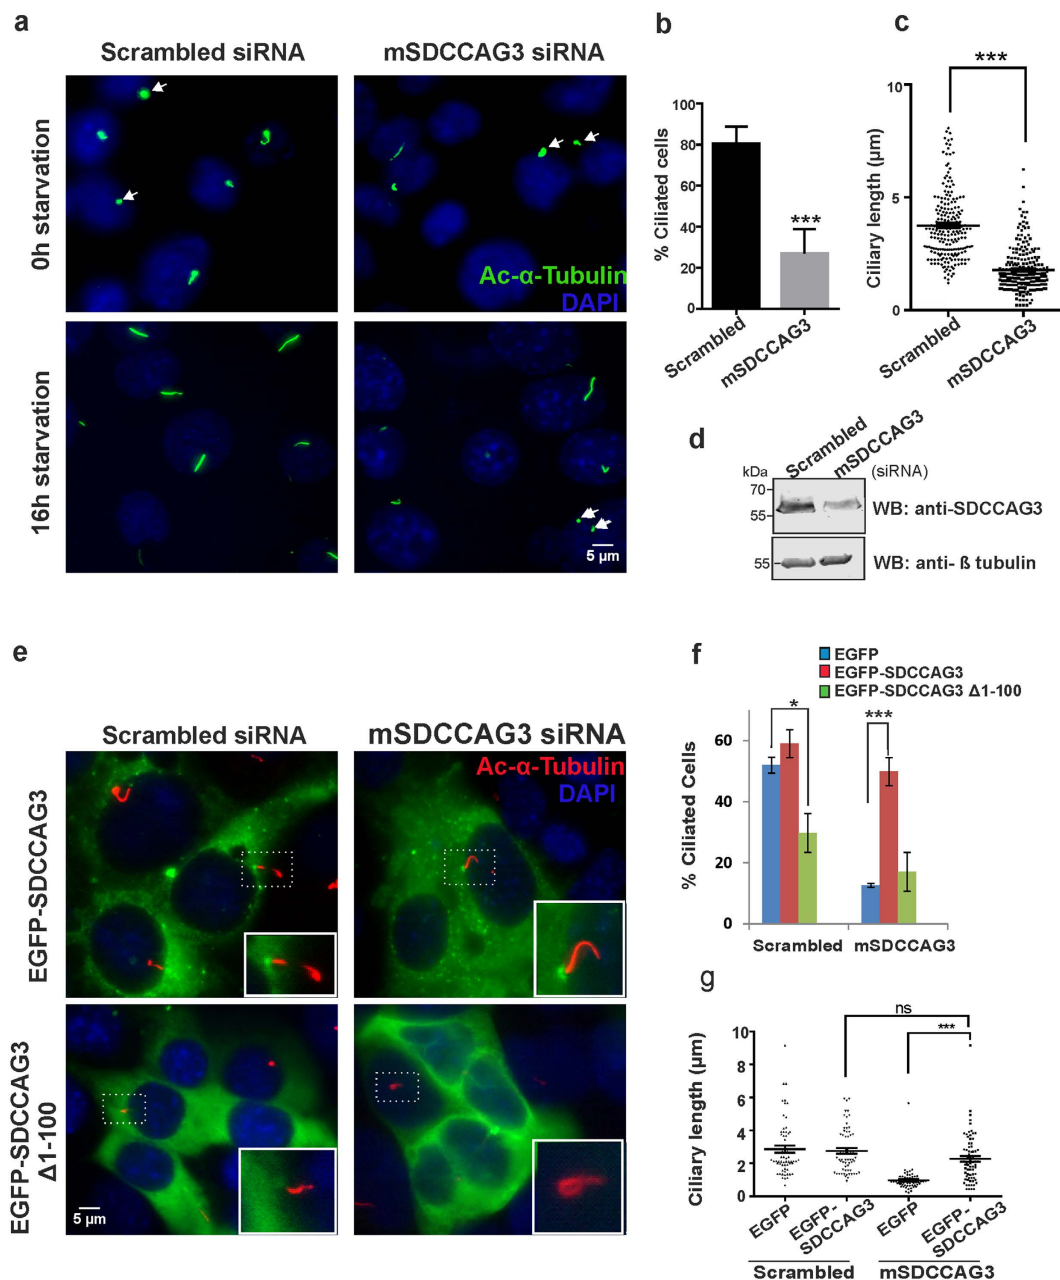 a
Scrambled siRNA
mSDCCAG3 siRNA
0h starvation
Ac-α-Tubulin
DAPI
16h starvation
5 µm
b
% Ciliated cells
100
80
60
40
20
0
***
Scrambled
mSDCCAG3
c
Ciliary length (µm)
10
5
0
***
Scrambled
mSDCCAG3
d
Scrambled
mSDCCAG3
(siRNA)
kDa
70
55
WB: anti-SDCCAG3
55
WB: anti- ß tubulin
e
Scrambled siRNA
mSDCCAG3 siRNA
EGFP-SDCCAG3
Ac-α-Tubulin
DAPI
EGFP-SDCCAG3
Δ1-100
5 µm
f
EGFP
EGFP-SDCCAG3
EGFP-SDCCAG3 Δ1-100
% Ciliated Cells
60
40
20
0
*
***
Scrambled
mSDCCAG3
g
Ciliary length (µm)
10
8
6
4
2
0
ns
***
EGFP
EGFP-
SDCCAG3
EGFP
EGFP-
SDCCAG3
Scrambled
mSDCCAG3